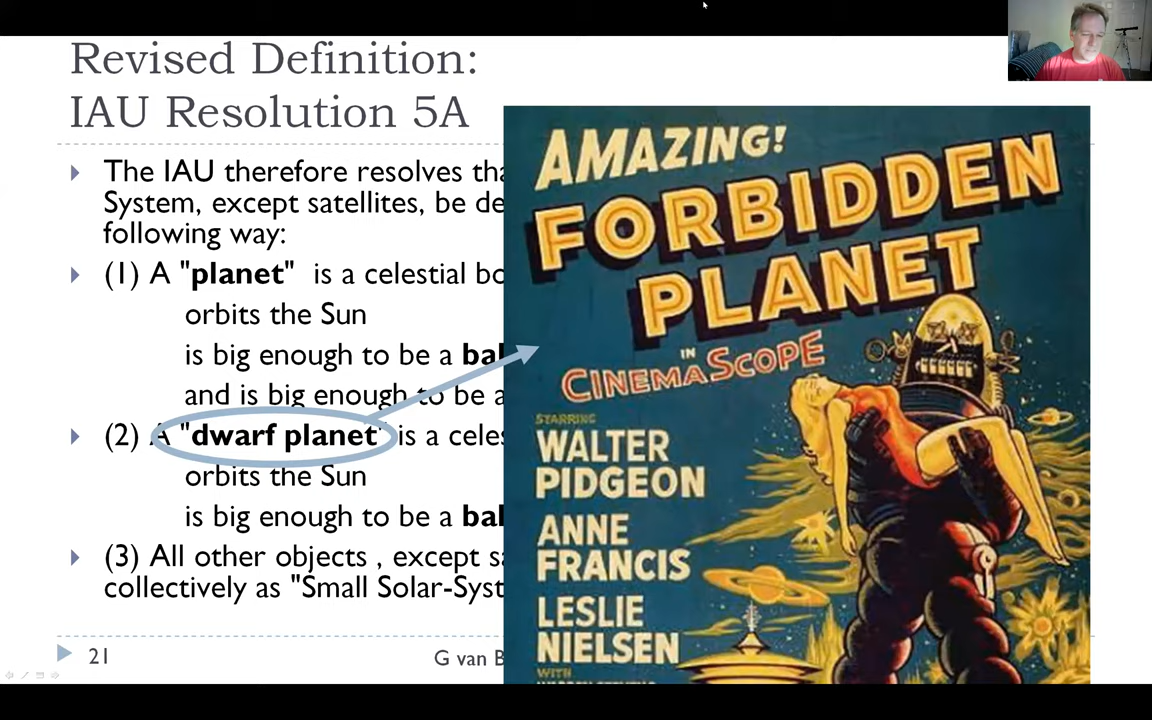 Revised Definition:
IAU Resolution 5A
The IAU therefore resolves tha
System, except satellites, be de
following way:
(1) A "planet" is a celestial bo
orbits the Sun
is big enough to be a bal
and is big enough to be a
(2) A "dwarf planet" is a celes
orbits the Sun
is big enough to be a bal
(3) All other objects , except sa
collectively as "Small Solar-Syst
21
G van B
AMAZING!
FORBIDDEN
PLANET
IN
CINEMASCOPE
STARRING
WALTER
PIDGEON
ANNE
FRANCIS
LESLIE
NIELSEN
WITH